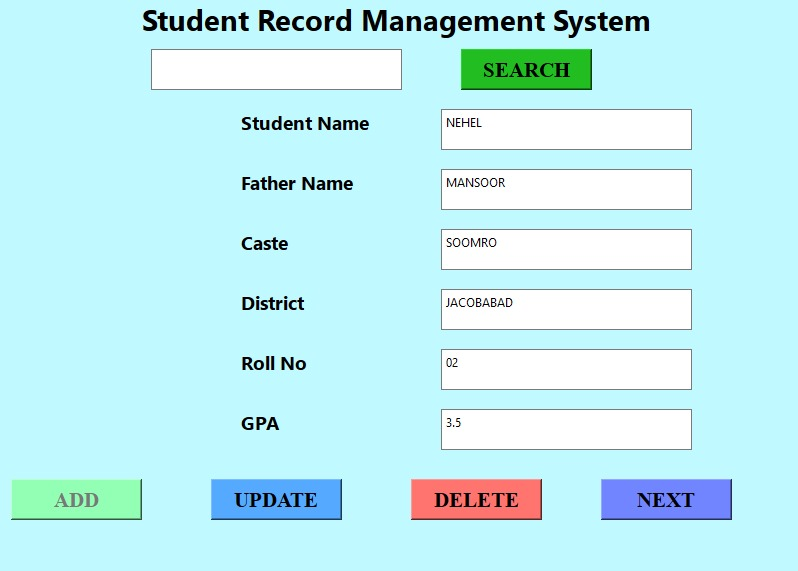 Student Record Management System
SEARCH
Student Name NEHEL
Father Name MANSOOR
Caste SOOMRO
District JACOBABAD
Roll No 02
GPA 3.5
ADD UPDATE DELETE NEXT